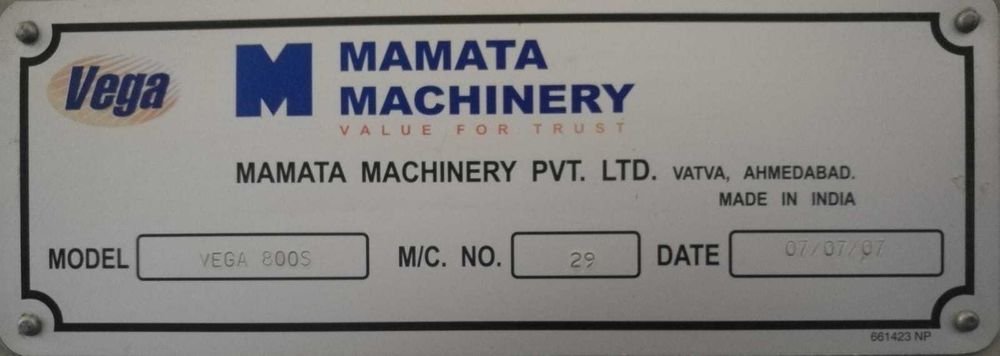 Vega
M MAMATA
MACHINERY
VALUE FOR TRUST
MAMATA MACHINERY PVT. LTD. VATVA, AHMEDABAD.
MADE IN INDIA
MODEL VEGA 800S M/C. NO. 29 DATE 07/07/07
661423 NP